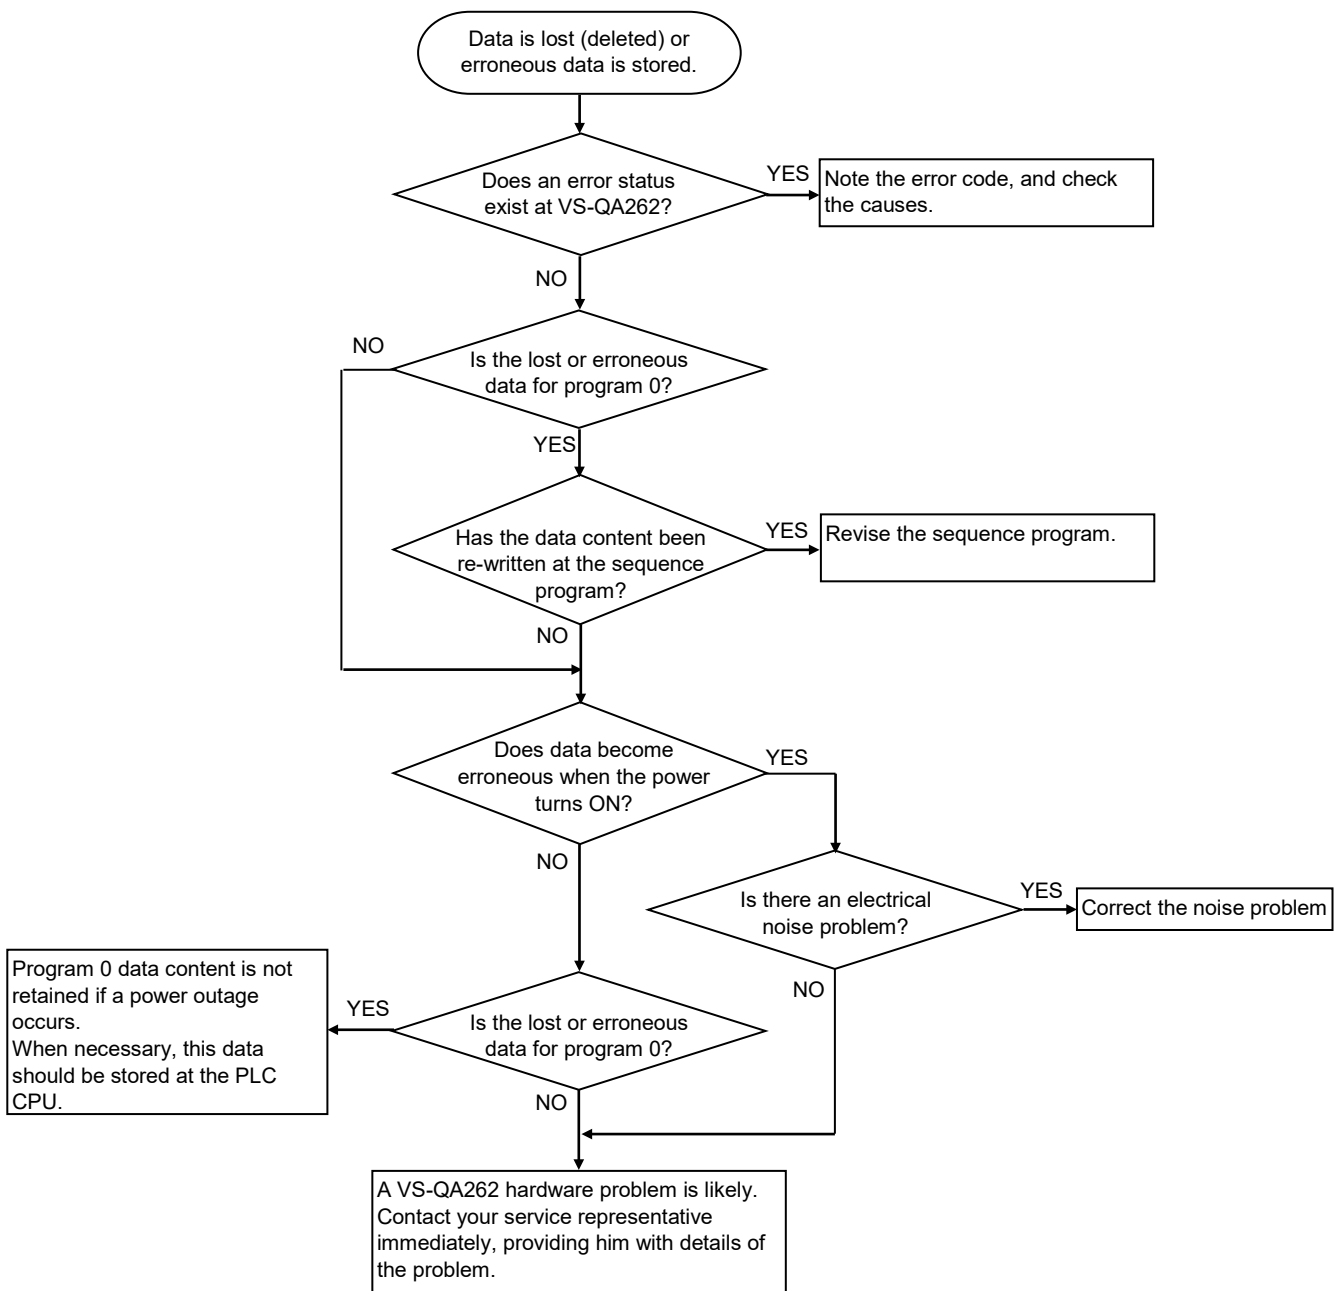 Data is lost (deleted) or
erroneous data is stored.
Does an error status
exist at VS-QA262?
YES
Note the error code, and check
the causes.
NO
NO
Is the lost or erroneous
data for program 0?
YES
Has the data content been
re-written at the sequence
program?
YES
Revise the sequence program.
NO
Does data become
erroneous when the power
turns ON?
YES
NO
Is there an electrical
noise problem?
YES
Correct the noise problem
NO
Program 0 data content is not
retained if a power outage
occurs.
When necessary, this data
should be stored at the PLC
CPU.
YES
Is the lost or erroneous
data for program 0?
NO
A VS-QA262 hardware problem is likely.
Contact your service representative
immediately, providing him with details of
the problem.